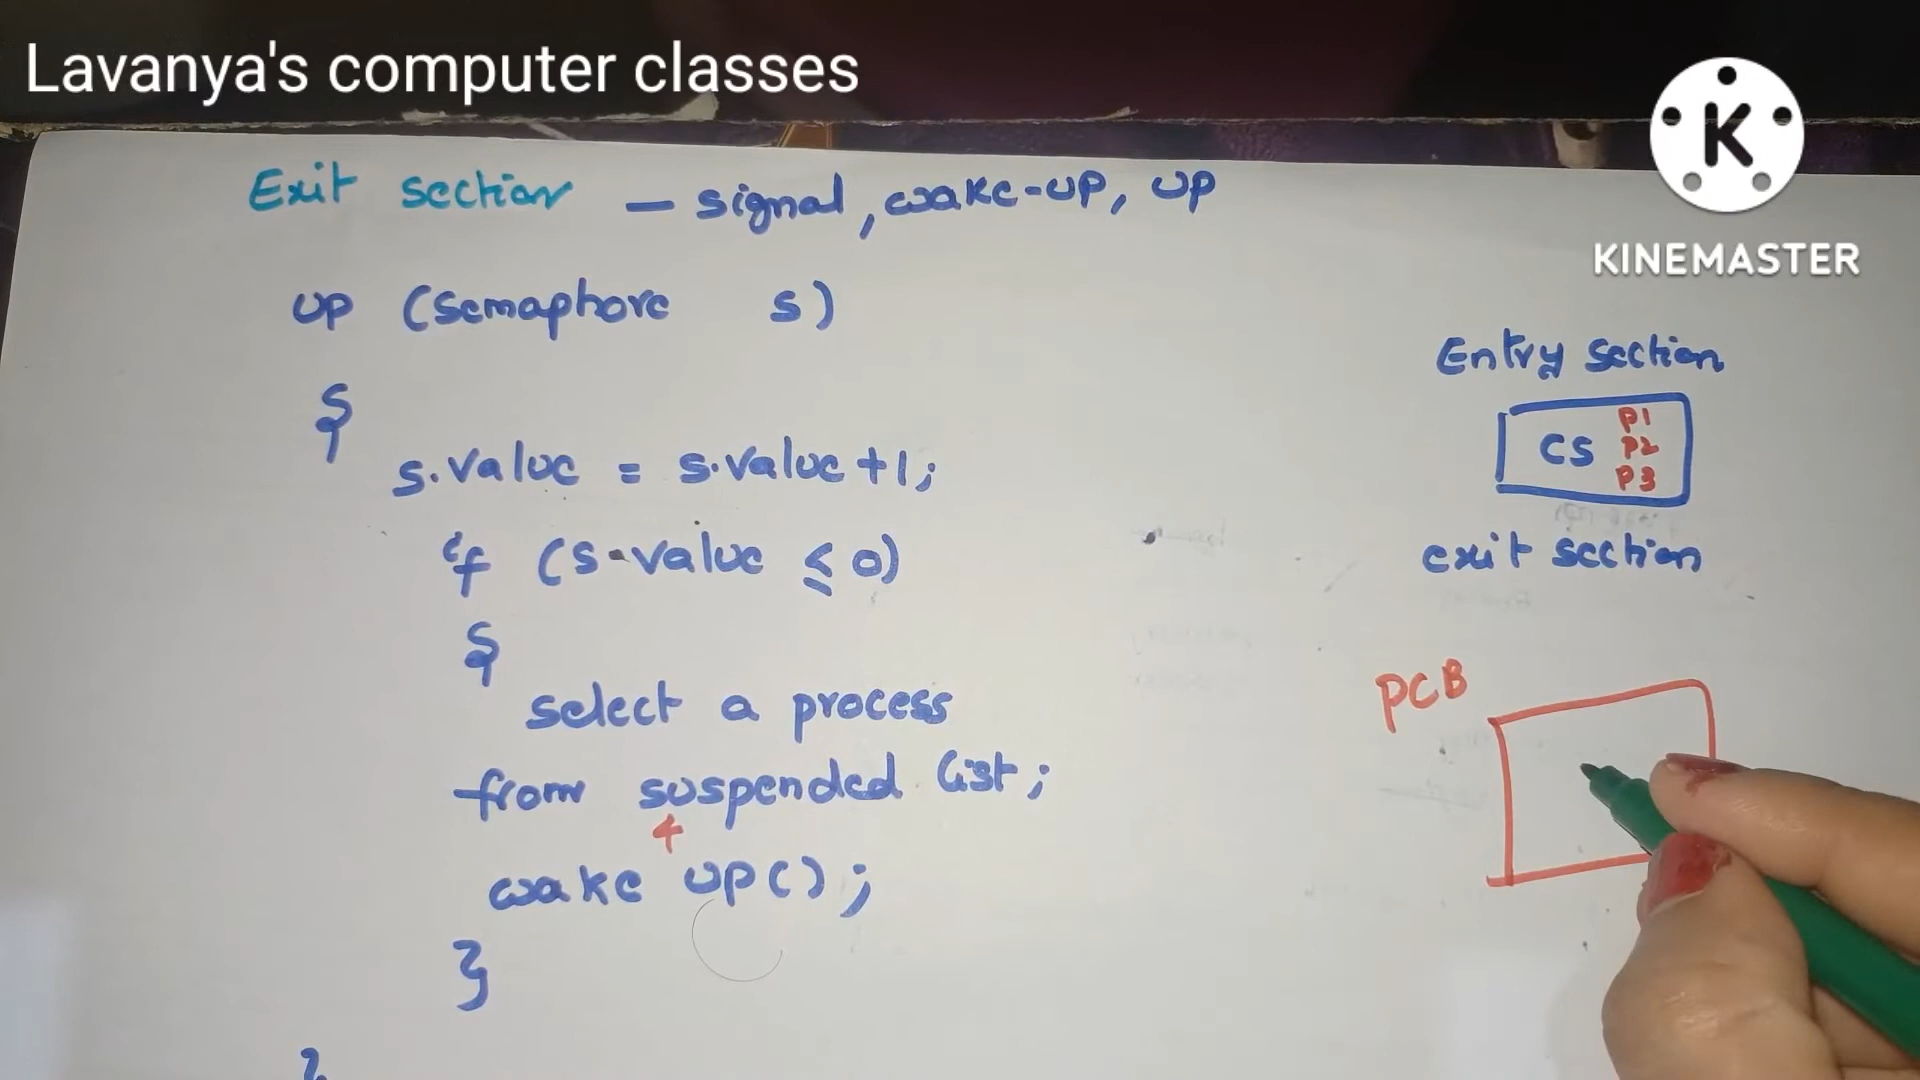 Lavanya's computer classes
K
KINEMASTER
Exit section — signal, wake-up, up
up (semaphore s)
{
s.value = s.value +1;
if (s.value ≤ 0)
{
select a process
from suspended list;
4
wake up();
}
}
Entry section
CS
P1
P2
P3
exit section
PCB